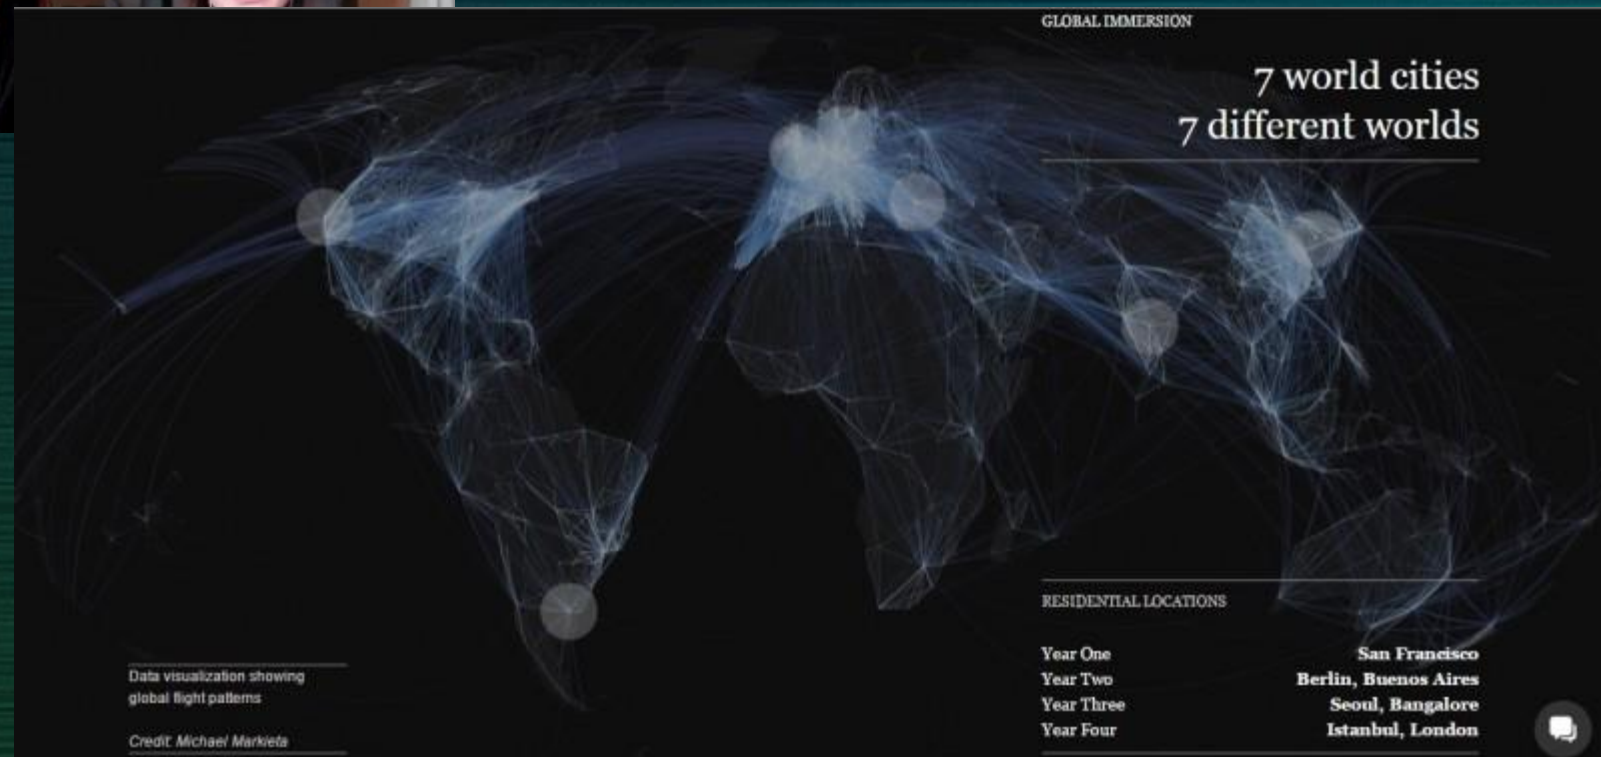 GLOBAL IMMERSION
7 world cities
7 different worlds
RESIDENTIAL LOCATIONS
Year One San Francisco
Year Two Berlin, Buenos Aires
Year Three Seoul, Bangalore
Year Four Istanbul, London
Data visualization showing
global flight patterns
Credit: Michael Markieta